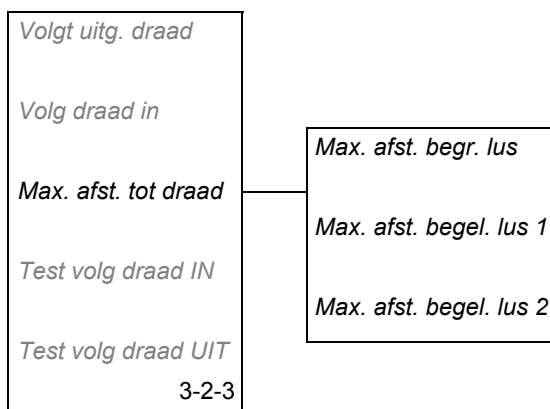 Volgt uitg. draad
Volg draad in
Max. afst. tot draad
Test volg draad IN
Test volg draad UIT
3-2-3
Max. afst. begr. lus
Max. afst. begel. lus 1
Max. afst. begel. lus 2